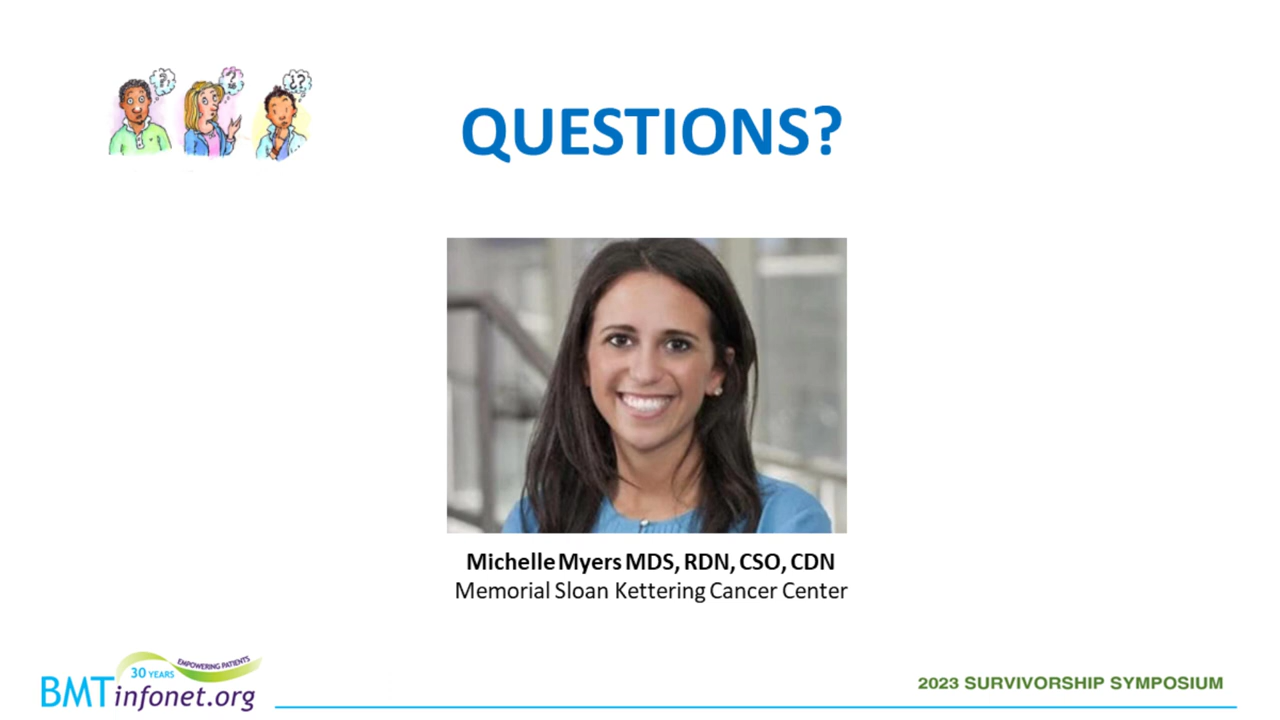 QUESTIONS?
Michelle Myers MDS, RDN, CSO, CDN
Memorial Sloan Kettering Cancer Center
30 YEARS
EMPOWERING PATIENTS
BMTinfonet.org
2023 SURVIVORSHIP SYMPOSIUM